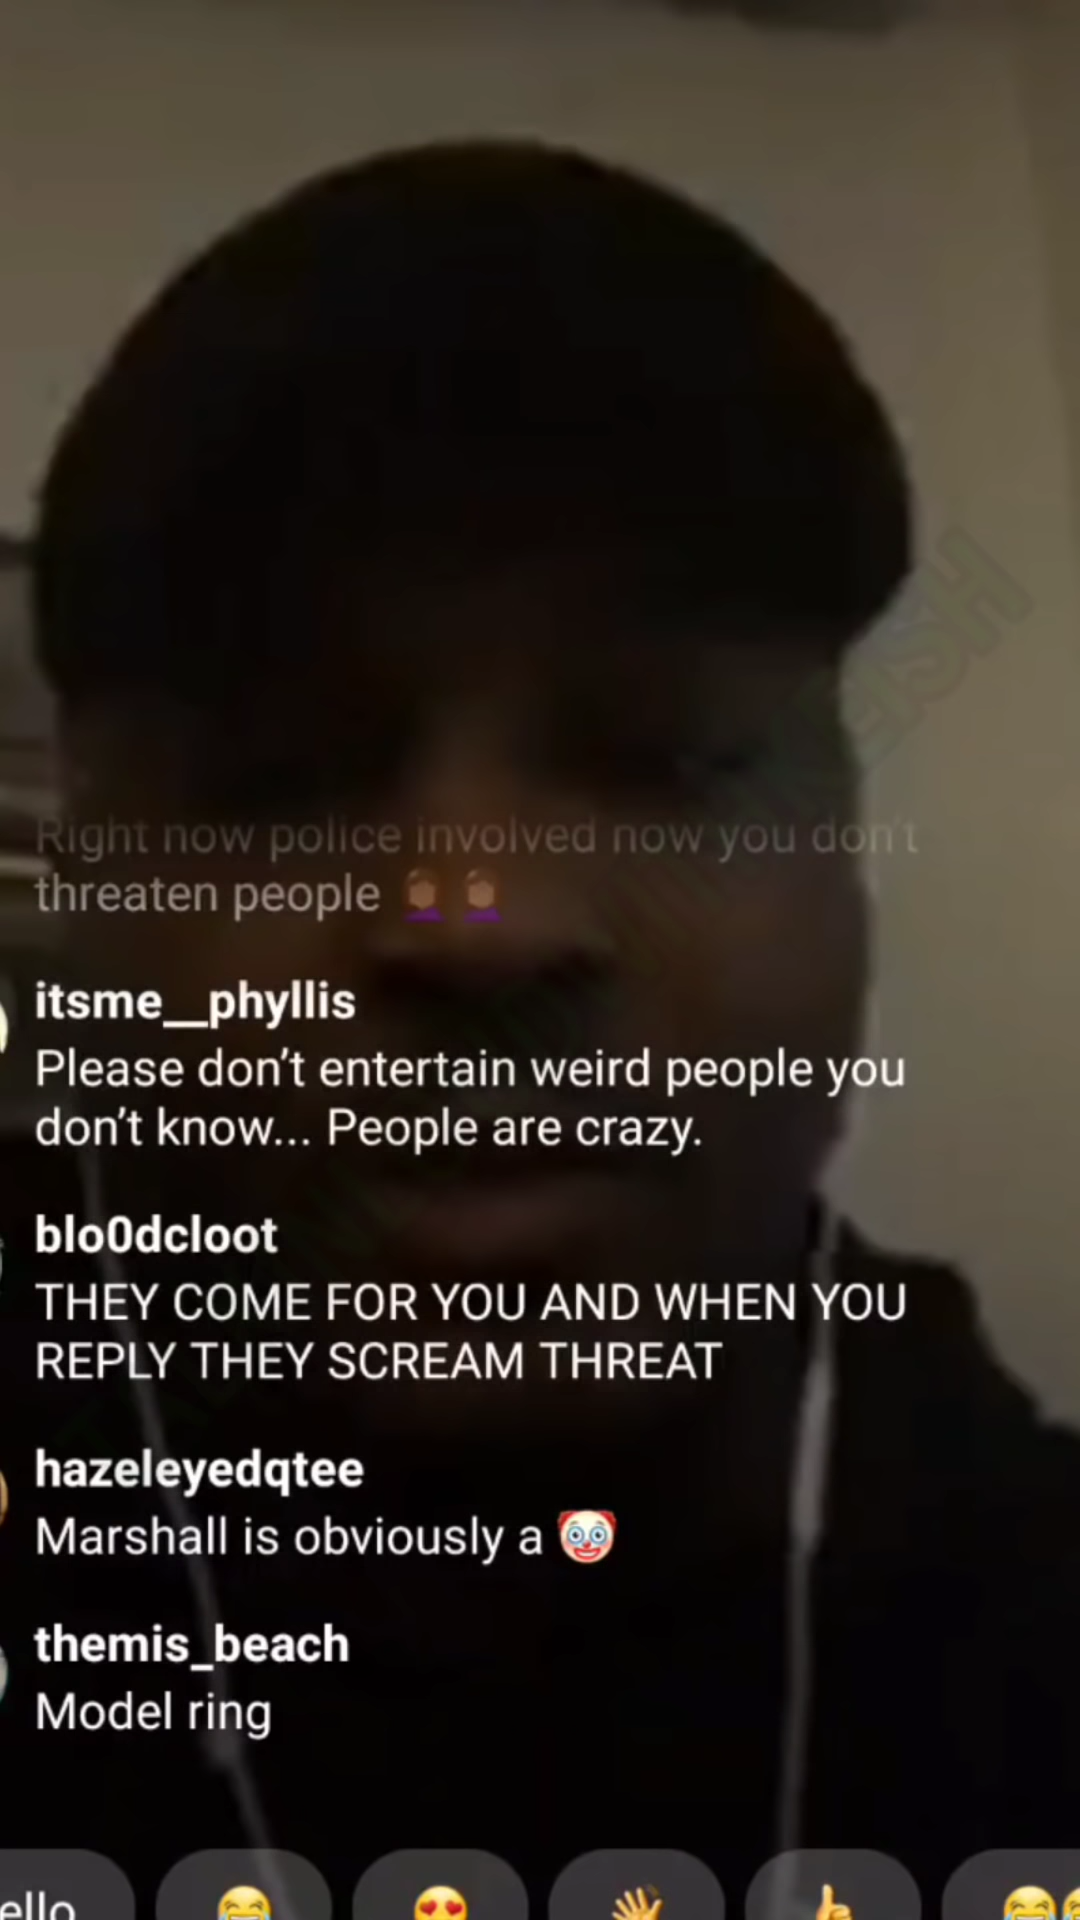 Right now police involved now you don't
threaten people 🤦🏽‍♀️🤦🏽‍♀️
itsme__phyllis
Please don’t entertain weird people you
don’t know... People are crazy.
blo0dcloot
THEY COME FOR YOU AND WHEN YOU
REPLY THEY SCREAM THREAT
hazeleyedqtee
Marshall is obviously a 🤡
themis_beach
Model ring
ello 😂 😍 👋 👍 😂